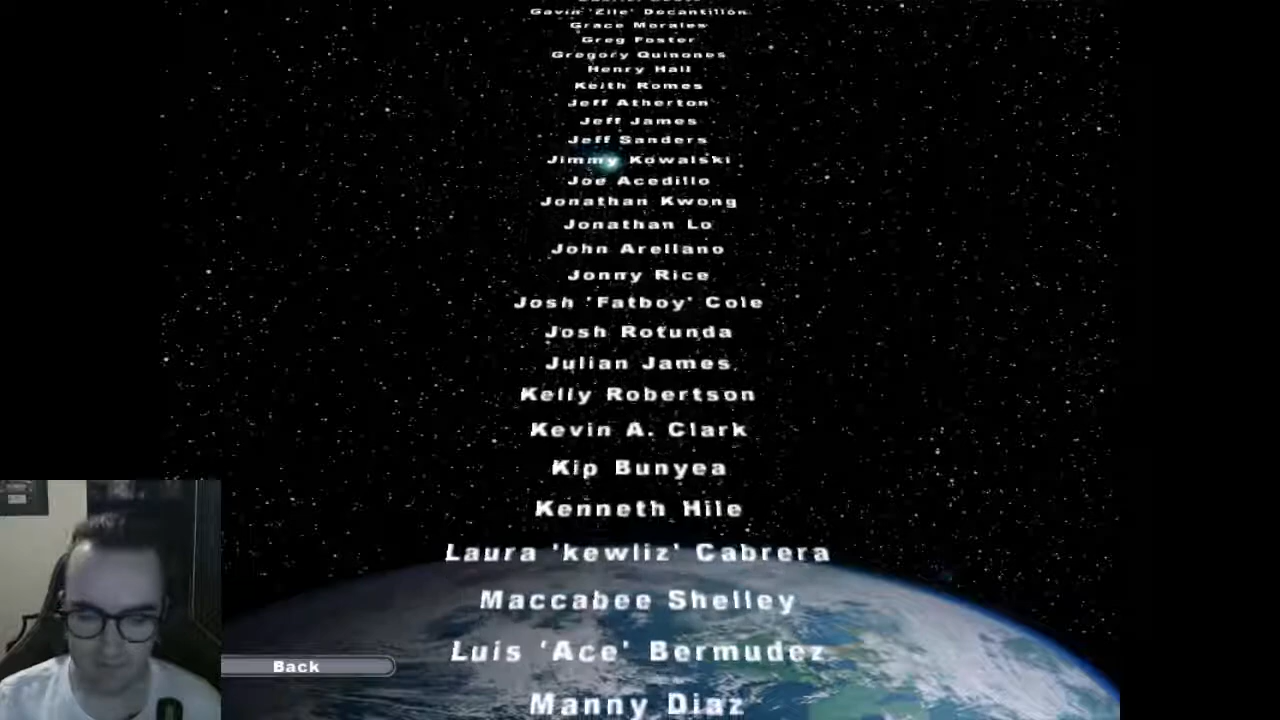 Gavin 'Zile' Docantillon
Grace Morales
Greg Foster
Gregory Quinones
Henry Hall
Keith Romes
Jeff Atherton
Jeff James
Jeff Sanders
Jimmy Kowalski
Joe Acedillo
Jonathan Kwong
Jonathan Lo
John Arellano
Jonny Rice
Josh 'Fatboy' Cole
Josh Rotunda
Julian James
Kelly Robertson
Kevin A. Clark
Kip Bunyea
Kenneth Hile
Laura 'kewliz' Cabrera
Maccabee Shelley
Luis 'Ace' Bermudez
Back
Manny Diaz